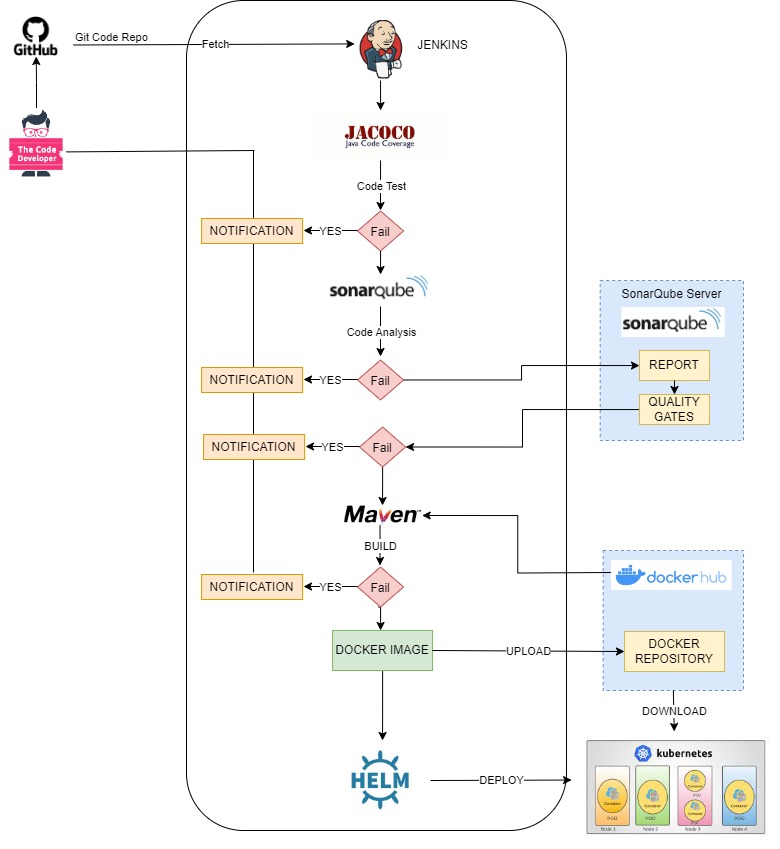 GitHub
Git Code Repo
Fetch
JENKINS
The Code
Developer
JACOCO
Java Code Coverage
Code Test
NOTIFICATION
YES
Fail
sonarqube
Code Analysis
SonarQube Server
sonarqube
NOTIFICATION
YES
Fail
REPORT
QUALITY
GATES
NOTIFICATION
YES
Fail
Maven™
BUILD
dockerhub
NOTIFICATION
YES
Fail
DOCKER IMAGE
UPLOAD
DOCKER
REPOSITORY
DOWNLOAD
HELM
DEPLOY
kubernetes
Container
POD
Node 1
Container
POD
Node 2
Container
POD
Container
POD
Node 3
Container
POD
Node 4